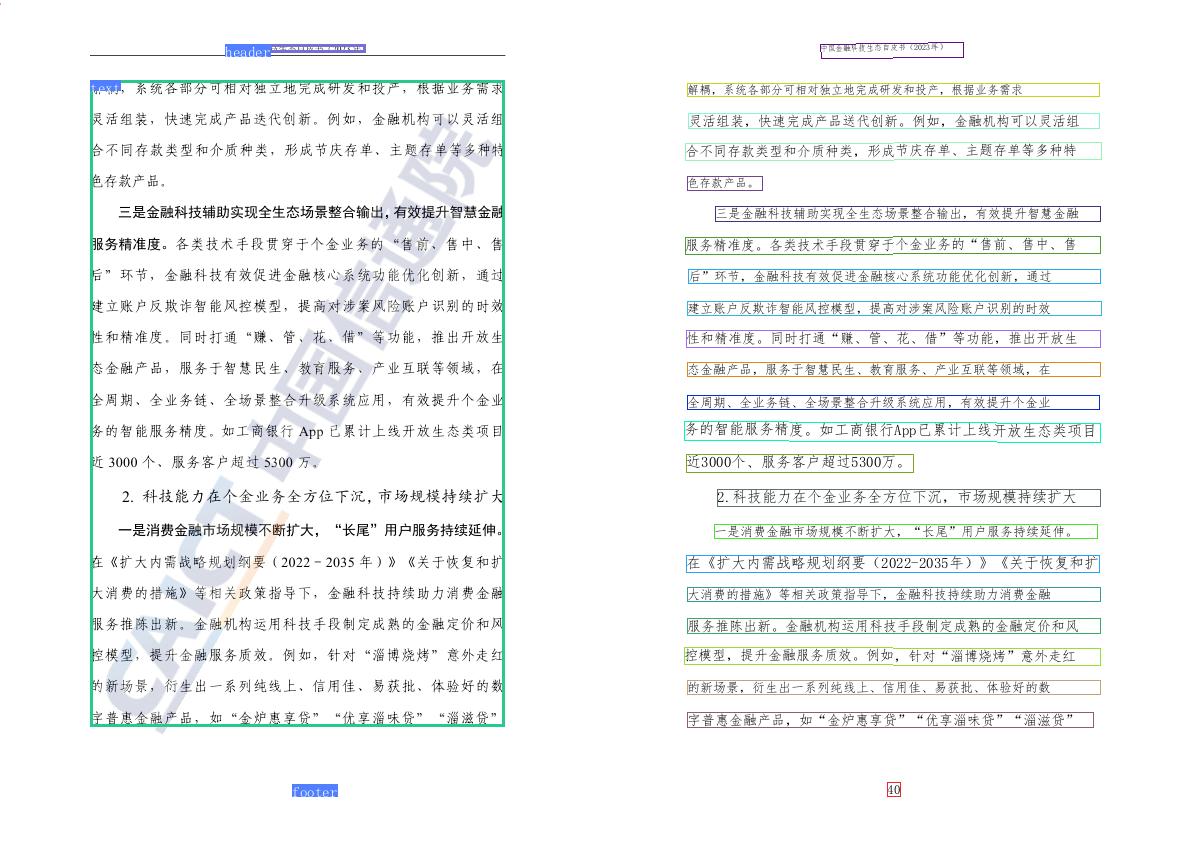 header
text
，系统各部分可相对独立地完成研发和投产，根据业务需求
灵活组装，快速完成产品迭代创新。例如，金融机构可以灵活组
合不同存款类型和介质种类，形成节庆存单、主题存单等多种特
色存款产品。
三是金融科技辅助实现全生态场景整合输出，有效提升智慧金融
服务精准度。各类技术手段贯穿于个金业务的“售前、售中、售
后”环节，金融科技有效促进金融核心系统功能优化创新，通过
建立账户反欺诈智能风控模型，提高对涉案风险账户识别的时效
性和精准度。同时打通“赚、管、花、借”等功能，推出开放生
态金融产品，服务于智慧民生、教育服务、产业互联等领域，在
全周期、全业务链、全场景整合升级系统应用，有效提升个金业
务的智能服务精准度。如工商银行 App 已累计上线开放生态类项目
近 3000 个、服务客户超过 5300 万。
2. 科技能力在个金业务全方位下沉，市场规模持续扩大
一是消费金融市场规模不断扩大，“长尾”用户服务持续延伸。
在《扩大内需战略规划纲要（2022－2035 年）》《关于恢复和扩
大消费的措施》等相关政策指导下，金融科技持续助力消费金融
服务推陈出新。金融机构运用科技手段制定成熟的金融定价和风
控模型，提升金融服务质效。例如，针对“淄博烧烤”意外走红
的新场景，衍生出一系列纯线上、信用佳、易获批、体验好的数
字普惠金融产品，如“金炉惠享贷”“优享淄味贷”“淄滋贷”
CAICT 中国信通院
footer
中国金融科技生态白皮书（2023年）
解耦，系统各部分可相对独立地完成研发和投产，根据业务需求
灵活组装，快速完成产品迭代创新。例如，金融机构可以灵活组
合不同存款类型和介质种类，形成节庆存单、主题存单等多种特
色存款产品。
三是金融科技辅助实现全生态场景整合输出，有效提升智慧金融
服务精准度。各类技术手段贯穿于个金业务的“售前、售中、售
后”环节，金融科技有效促进金融核心系统功能优化创新，通过
建立账户反欺诈智能风控模型，提高对涉案风险账户识别的时效
性和精准度。同时打通“赚、管、花、借”等功能，推出开放生
态金融产品，服务于智慧民生、教育服务、产业互联等领域，在
全周期、全业务链、全场景整合升级系统应用，有效提升个金业
务的智能服务精度。如工商银行App已累计上线开放生态类项目
近3000个、服务客户超过5300万。
2.科技能力在个金业务全方位下沉，市场规模持续扩大
一是消费金融市场规模不断扩大，“长尾”用户服务持续延伸。
在《扩大内需战略规划纲要（2022-2035年）》《关于恢复和扩
大消费的措施》等相关政策指导下，金融科技持续助力消费金融
服务推陈出新。金融机构运用科技手段制定成熟的金融定价和风
控模型，提升金融服务质效。例如，针对“淄博烧烤”意外走红
的新场景，衍生出一系列纯线上、信用佳、易获批、体验好的数
字普惠金融产品，如“金炉惠享贷”“优享淄味贷”“淄滋贷”
40